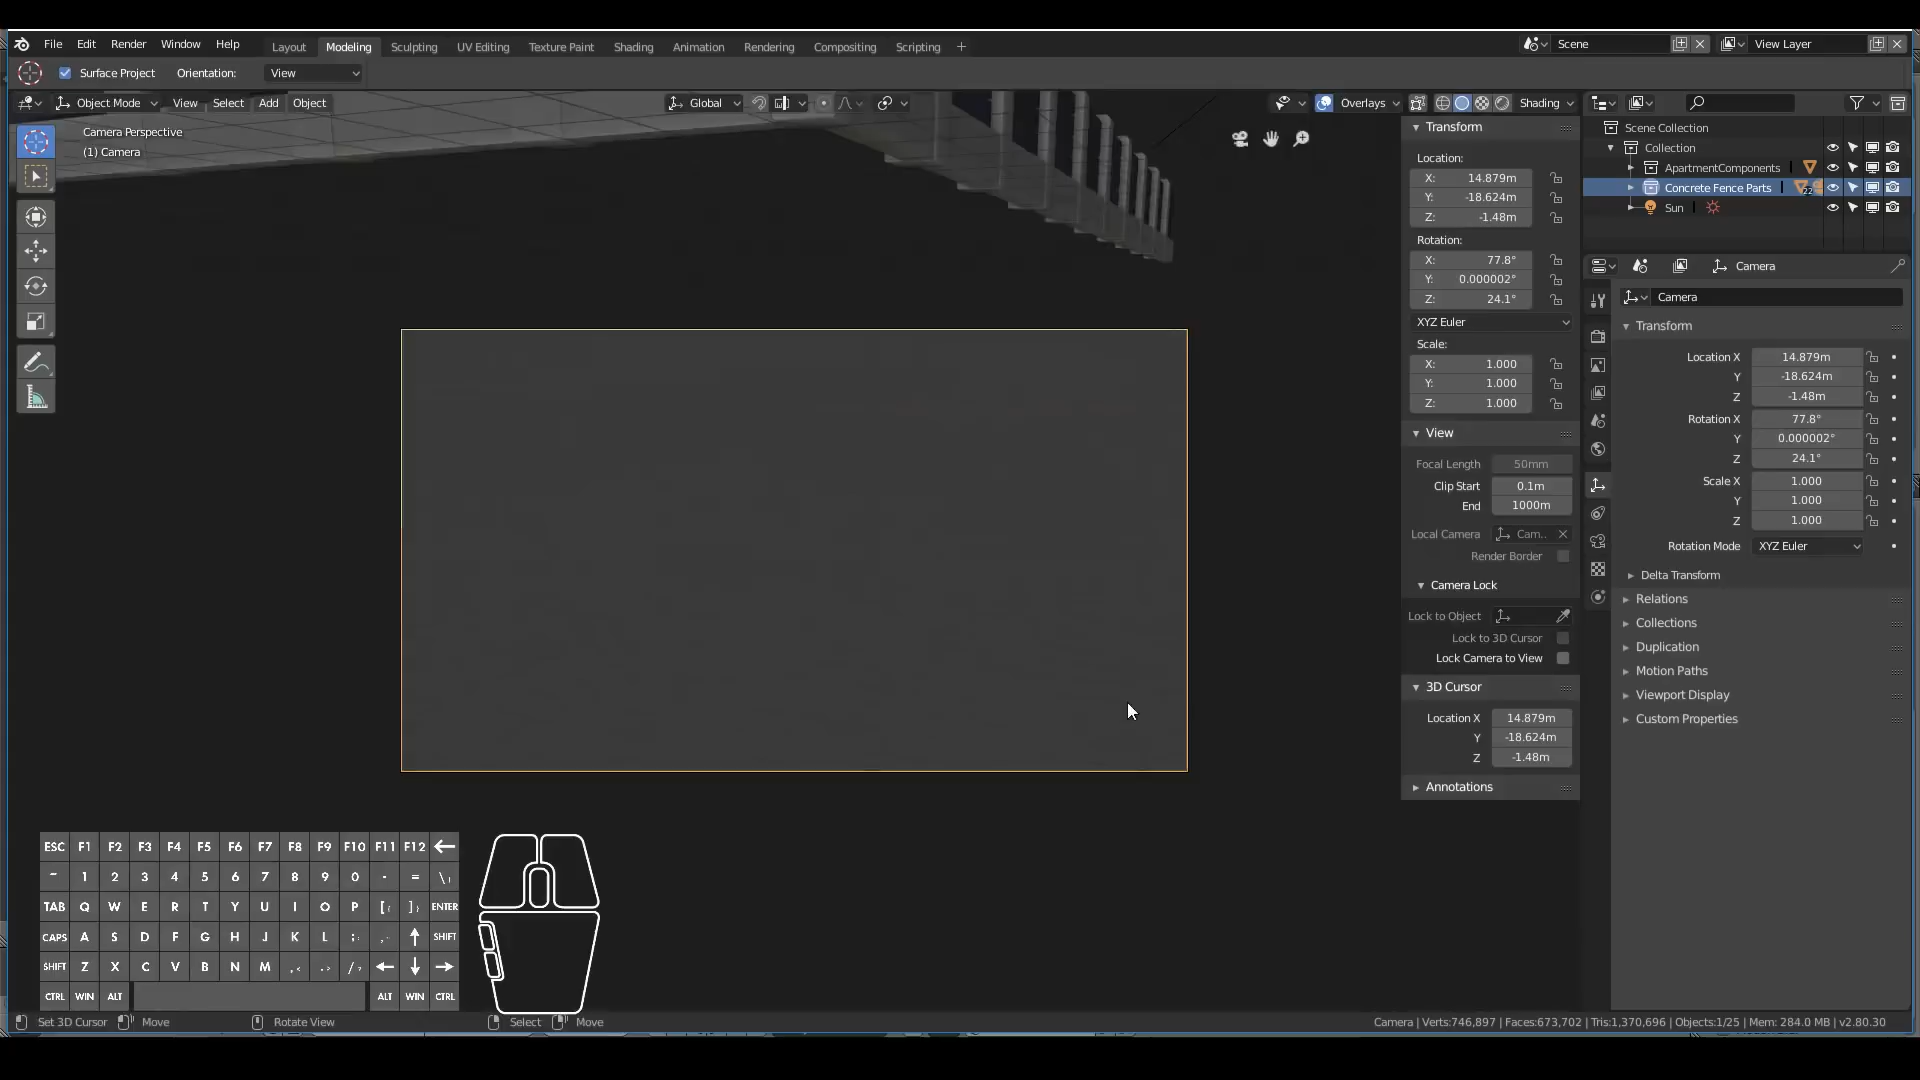 File Edit Render Window Help Layout Modeling Sculpting UV Editing Texture Paint Shading Animation Rendering Compositing Scripting + Scene View Layer
Surface Project Orientation: View
Object Mode View Select Add Object Global Overlays Shading
Camera Perspective
(1) Camera
Transform
Location:
X: 14.879m
Y: -18.624m
Z: -1.48m
Rotation:
X: 77.8°
Y: 0.000002°
Z: 24.1°
XYZ Euler
Scale:
X: 1.000
Y: 1.000
Z: 1.000
View
Focal Length 50mm
Clip Start 0.1m
End 1000m
Local Camera Cam..
Render Border
Camera Lock
Lock to Object
Lock to 3D Cursor
Lock Camera to View
3D Cursor
Location X 14.879m
Y -18.624m
Z -1.48m
Annotations
Scene Collection
Collection
ApartmentComponents
Concrete Fence Parts 22
Sun
Camera
Camera
Transform
Location X 14.879m
Y -18.624m
Z -1.48m
Rotation X 77.8°
Y 0.000002°
Z 24.1°
Scale X 1.000
Y 1.000
Z 1.000
Rotation Mode XYZ Euler
Delta Transform
Relations
Collections
Duplication
Motion Paths
Viewport Display
Custom Properties
ESC F1 F2 F3 F4 F5 F6 F7 F8 F9 F10 F11 F12
~ 1 2 3 4 5 6 7 8 9 0 - = \
TAB Q W E R T Y U I O P [ ] ENTER
CAPS A S D F G H J K L ; SHIFT
SHIFT Z X C V B N M , . /
CTRL WIN ALT ALT WIN CTRL
Set 3D Cursor Move Rotate View Select Move Camera | Verts:746,897 | Faces:673,702 | Tris:1,370,696 | Objects:1/25 | Mem: 284.0 MB | v2.80.30